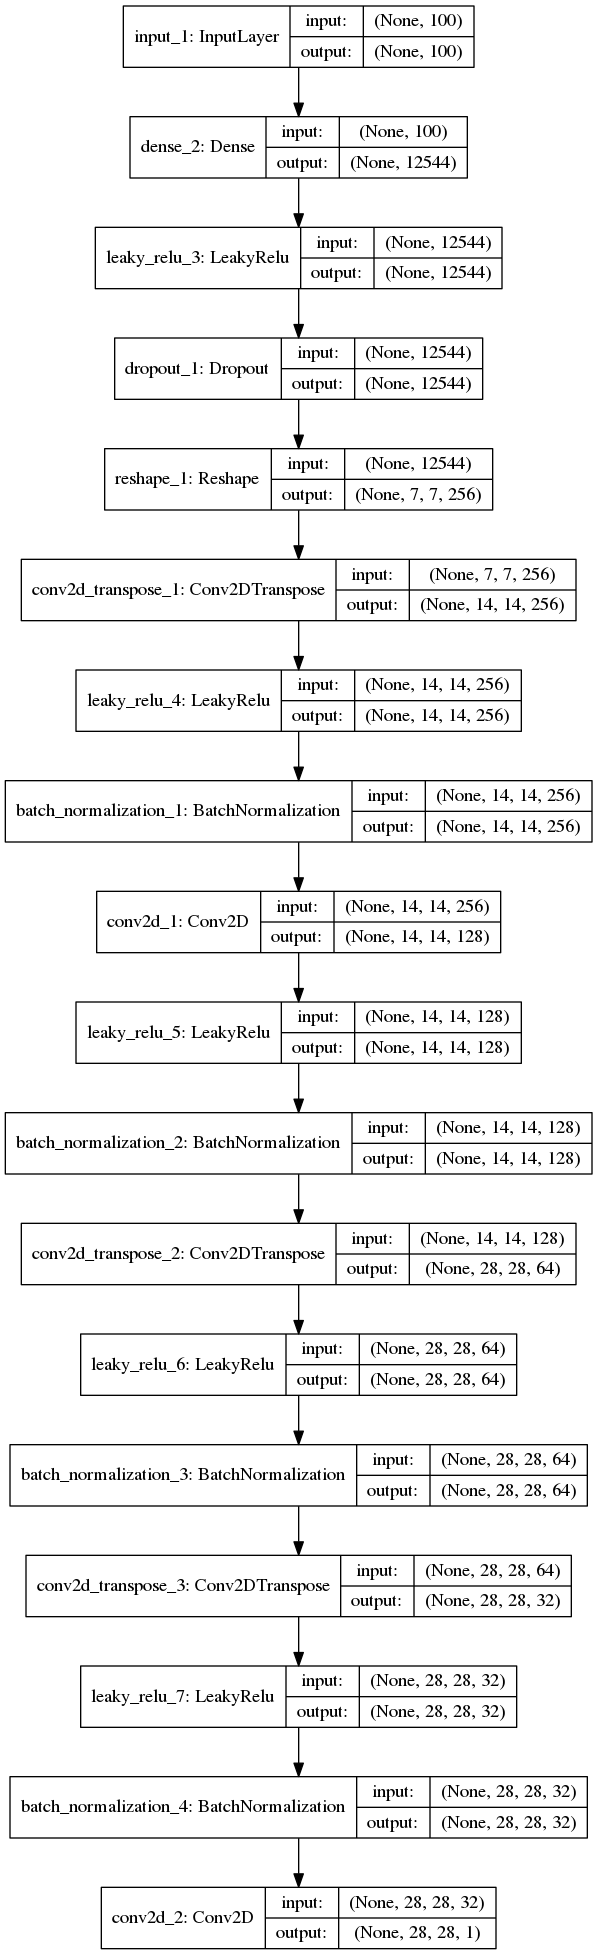 input_1: InputLayer
input: (None, 100)
output: (None, 100)
dense_2: Dense
input: (None, 100)
output: (None, 12544)
leaky_relu_3: LeakyRelu
input: (None, 12544)
output: (None, 12544)
dropout_1: Dropout
input: (None, 12544)
output: (None, 12544)
reshape_1: Reshape
input: (None, 12544)
output: (None, 7, 7, 256)
conv2d_transpose_1: Conv2DTranspose
input: (None, 7, 7, 256)
output: (None, 14, 14, 256)
leaky_relu_4: LeakyRelu
input: (None, 14, 14, 256)
output: (None, 14, 14, 256)
batch_normalization_1: BatchNormalization
input: (None, 14, 14, 256)
output: (None, 14, 14, 256)
conv2d_1: Conv2D
input: (None, 14, 14, 256)
output: (None, 14, 14, 128)
leaky_relu_5: LeakyRelu
input: (None, 14, 14, 128)
output: (None, 14, 14, 128)
batch_normalization_2: BatchNormalization
input: (None, 14, 14, 128)
output: (None, 14, 14, 128)
conv2d_transpose_2: Conv2DTranspose
input: (None, 14, 14, 128)
output: (None, 28, 28, 64)
leaky_relu_6: LeakyRelu
input: (None, 28, 28, 64)
output: (None, 28, 28, 64)
batch_normalization_3: BatchNormalization
input: (None, 28, 28, 64)
output: (None, 28, 28, 64)
conv2d_transpose_3: Conv2DTranspose
input: (None, 28, 28, 64)
output: (None, 28, 28, 32)
leaky_relu_7: LeakyRelu
input: (None, 28, 28, 32)
output: (None, 28, 28, 32)
batch_normalization_4: BatchNormalization
input: (None, 28, 28, 32)
output: (None, 28, 28, 32)
conv2d_2: Conv2D
input: (None, 28, 28, 32)
output: (None, 28, 28, 1)